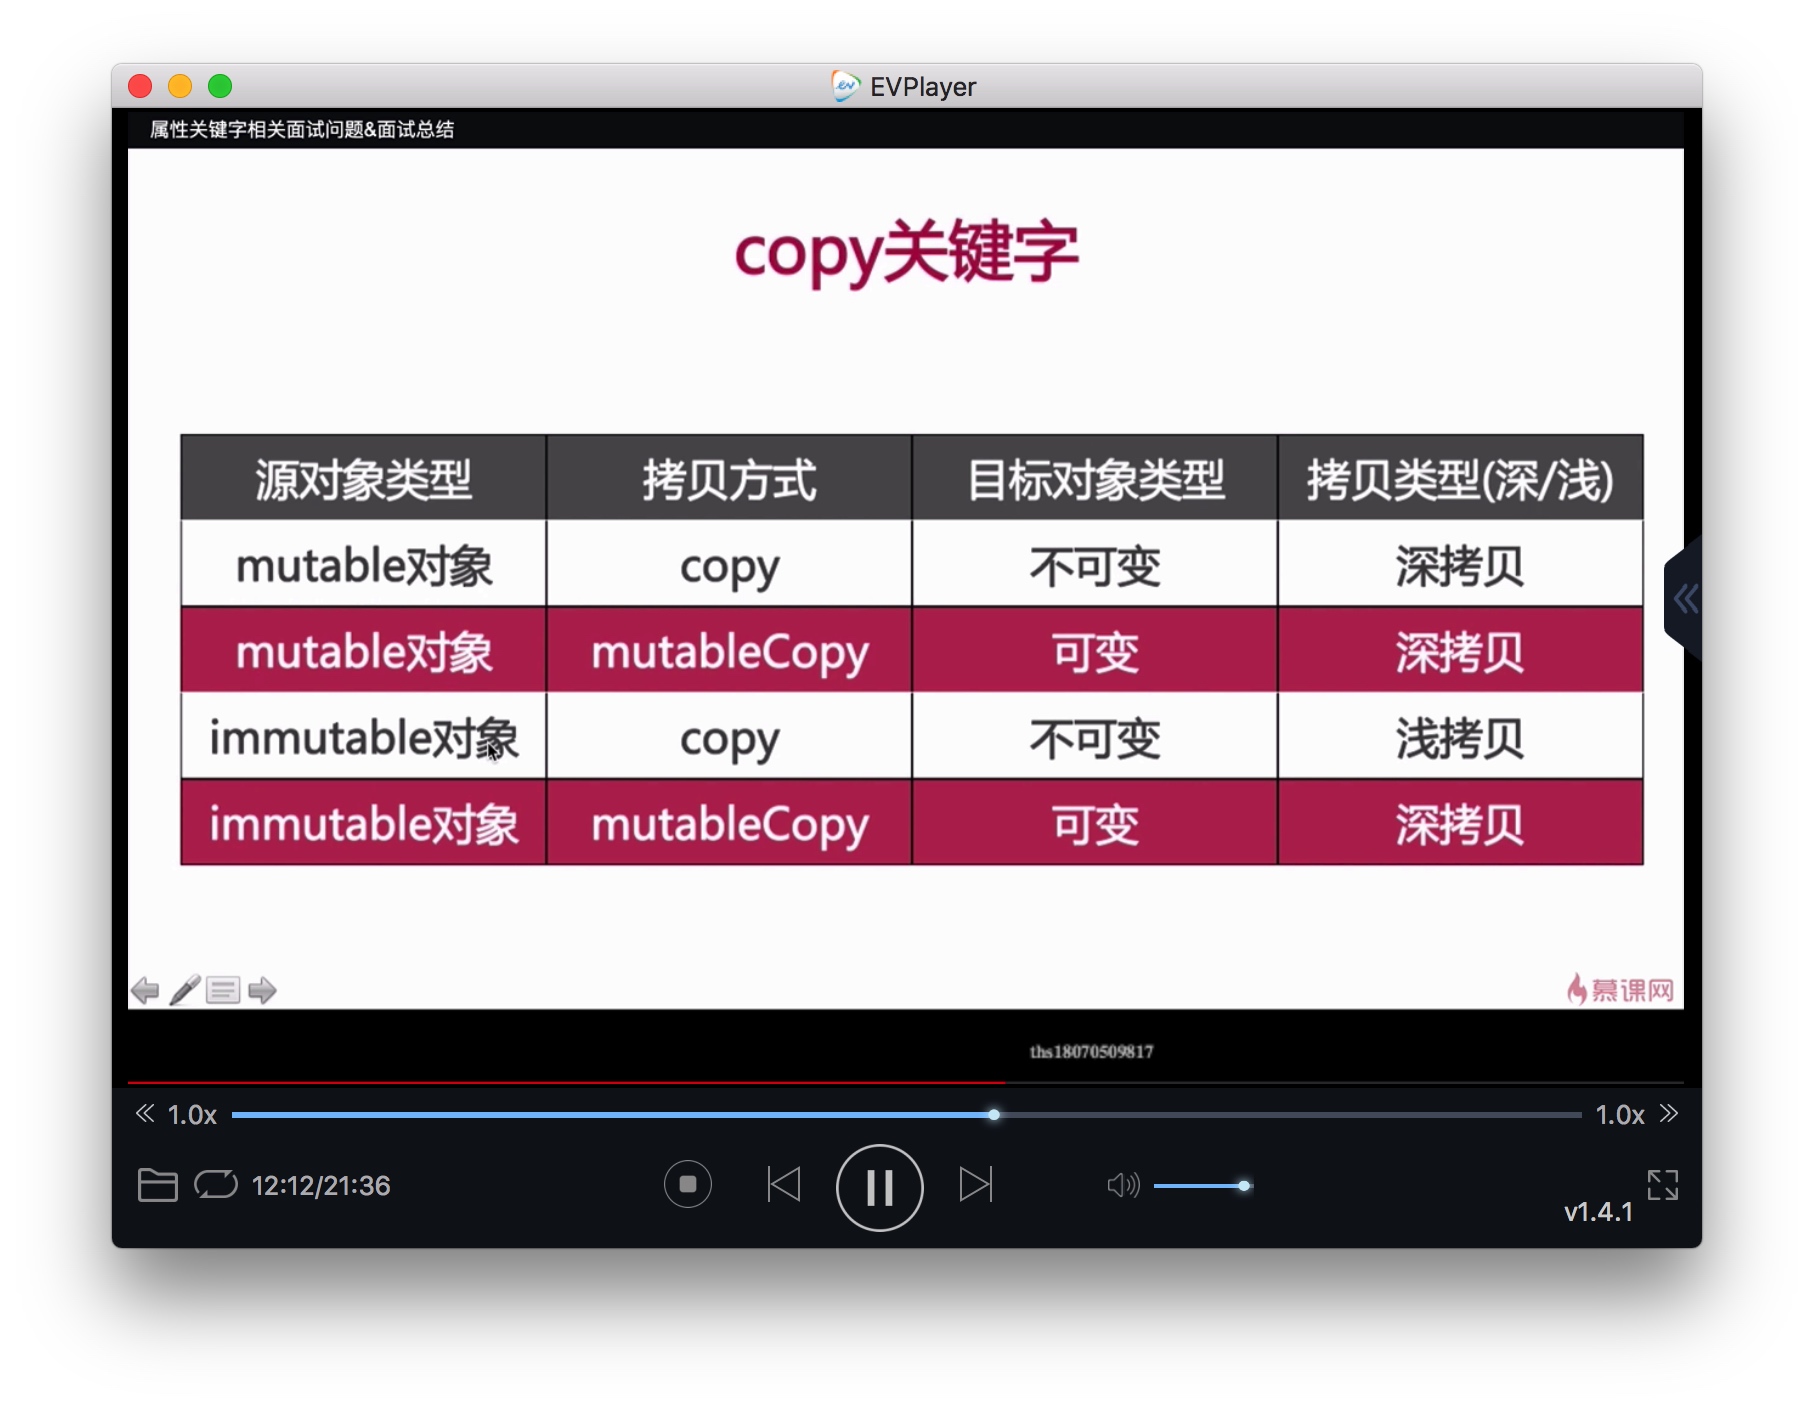 EVPlayer
属性关键字相关面试问题&面试总结
copy关键字
源对象类型 拷贝方式 目标对象类型 拷贝类型(深/浅)
mutable对象 copy 不可变 深拷贝
mutable对象 mutableCopy 可变 深拷贝
immutable对象 copy 不可变 浅拷贝
immutable对象 mutableCopy 可变 深拷贝
慕课网
ths18070509817
1.0x 1.0x
12:12/21:36
v1.4.1